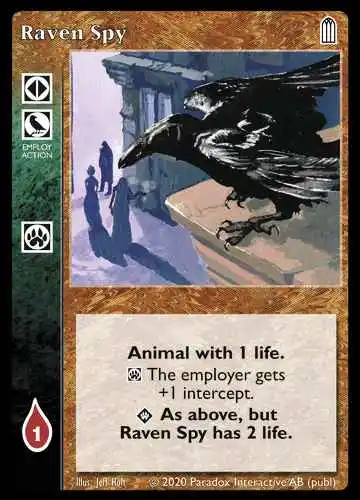 Raven Spy
EMPLOY
ACTION
Animal with 1 life.
The employer gets
+1 intercept.
As above, but
Raven Spy has 2 life.
1
Illus: Jeff Holt © 2020 Paradox Interactive AB (publ)